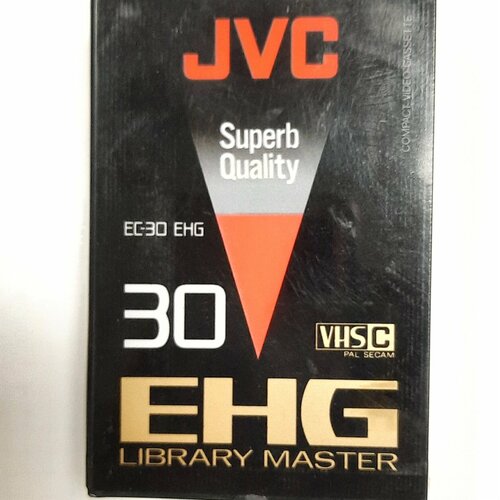 JVC
COMPACT VIDEO CASSETTE
Superb
Quality
EC-30 EHG
30
VHS C
PAL SECAM
EHG
LIBRARY MASTER